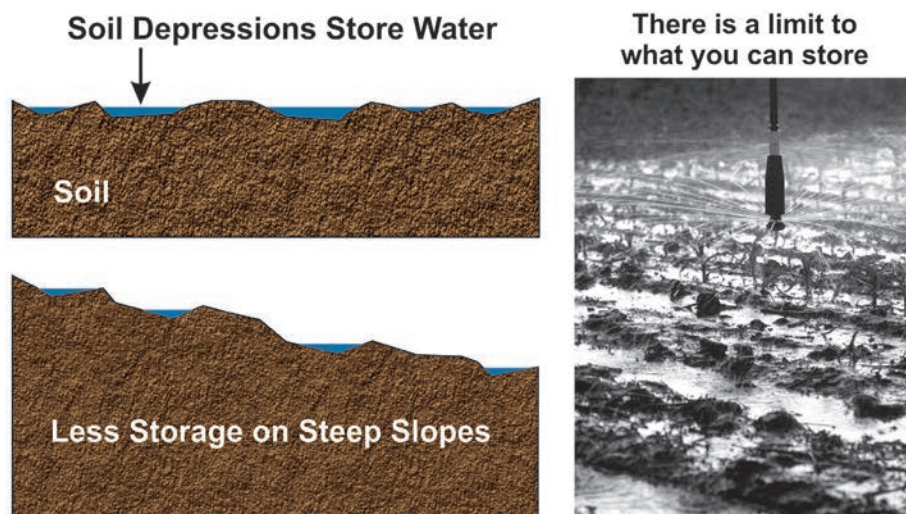 Soil Depressions Store Water
Soil
Less Storage on Steep Slopes
There is a limit to
what you can store